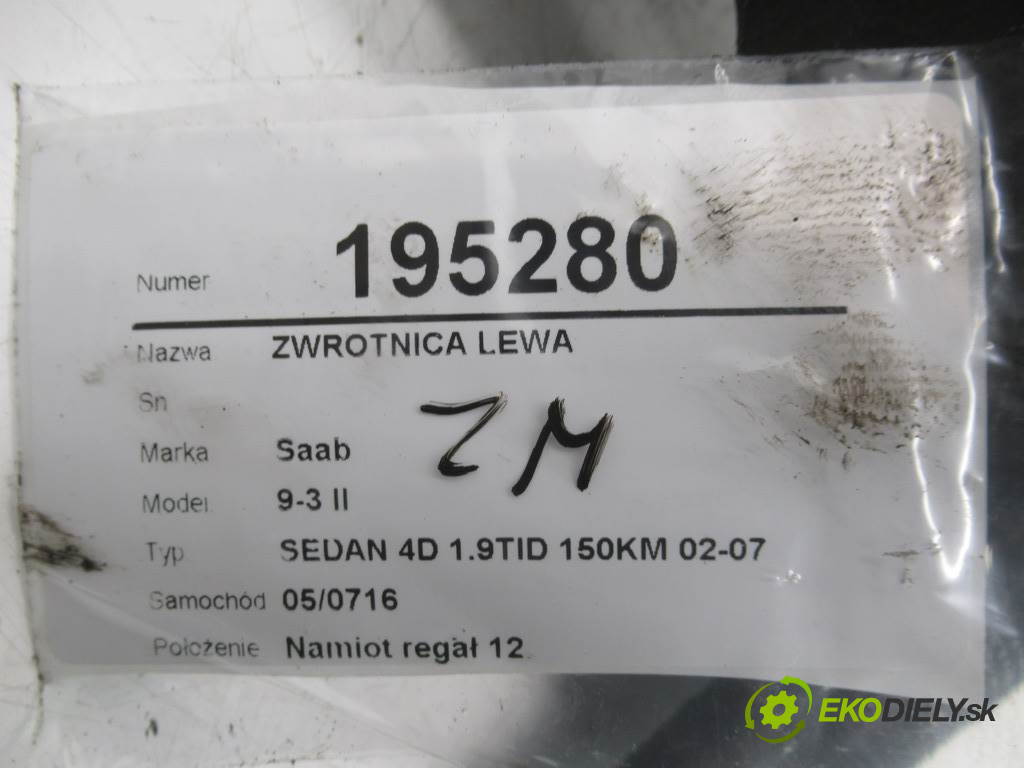 Numer 195280
Nazwa ZWROTNICA LEWA
Sn
ZM
Marka Saab
Model 9-3 II
Typ SEDAN 4D 1.9TID 150KM 02-07
Samochód 05/0716
Położenie Namiot regał 12
EKODIELY.sk